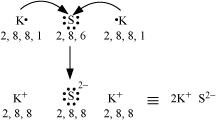 K• S •K
2, 8, 8, 1 2, 8, 6 2, 8, 8, 1
K⁺ S²⁻ K⁺ ≡ 2K⁺ S²⁻
2, 8, 8 2, 8, 8 2, 8, 8